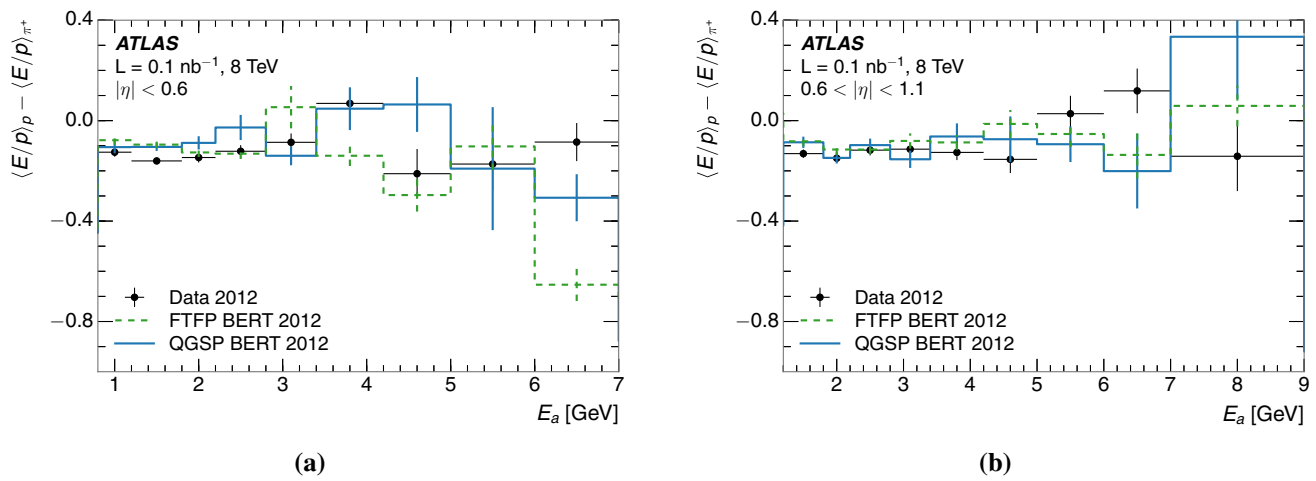 0.4
0.0
−0.4
−0.8
⟨E/p⟩p − ⟨E/p⟩π+
ATLAS
L = 0.1 nb−1, 8 TeV
|η| < 0.6
Data 2012
FTFP BERT 2012
QGSP BERT 2012
1 2 3 4 5 6 7
Ea [GeV]
(a)
0.4
0.0
−0.4
−0.8
⟨E/p⟩p − ⟨E/p⟩π+
ATLAS
L = 0.1 nb−1, 8 TeV
0.6 < |η| < 1.1
Data 2012
FTFP BERT 2012
QGSP BERT 2012
2 3 4 5 6 7 8 9
Ea [GeV]
(b)